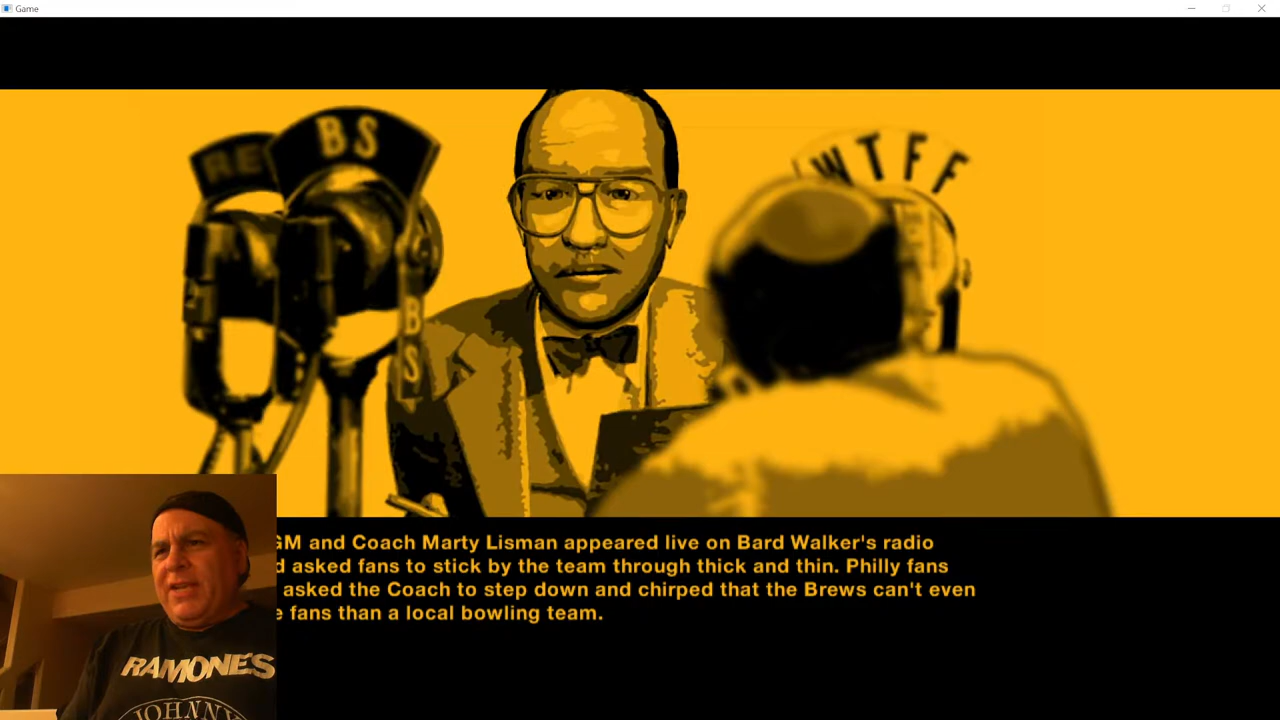 Game
BS
WTFF
BS
GM and Coach Marty Lisman appeared live on Bard Walker's radio
asked fans to stick by the team through thick and thin. Philly fans
asked the Coach to step down and chirped that the Brews can't even
fans than a local bowling team.
RAMONES
JOHNNY